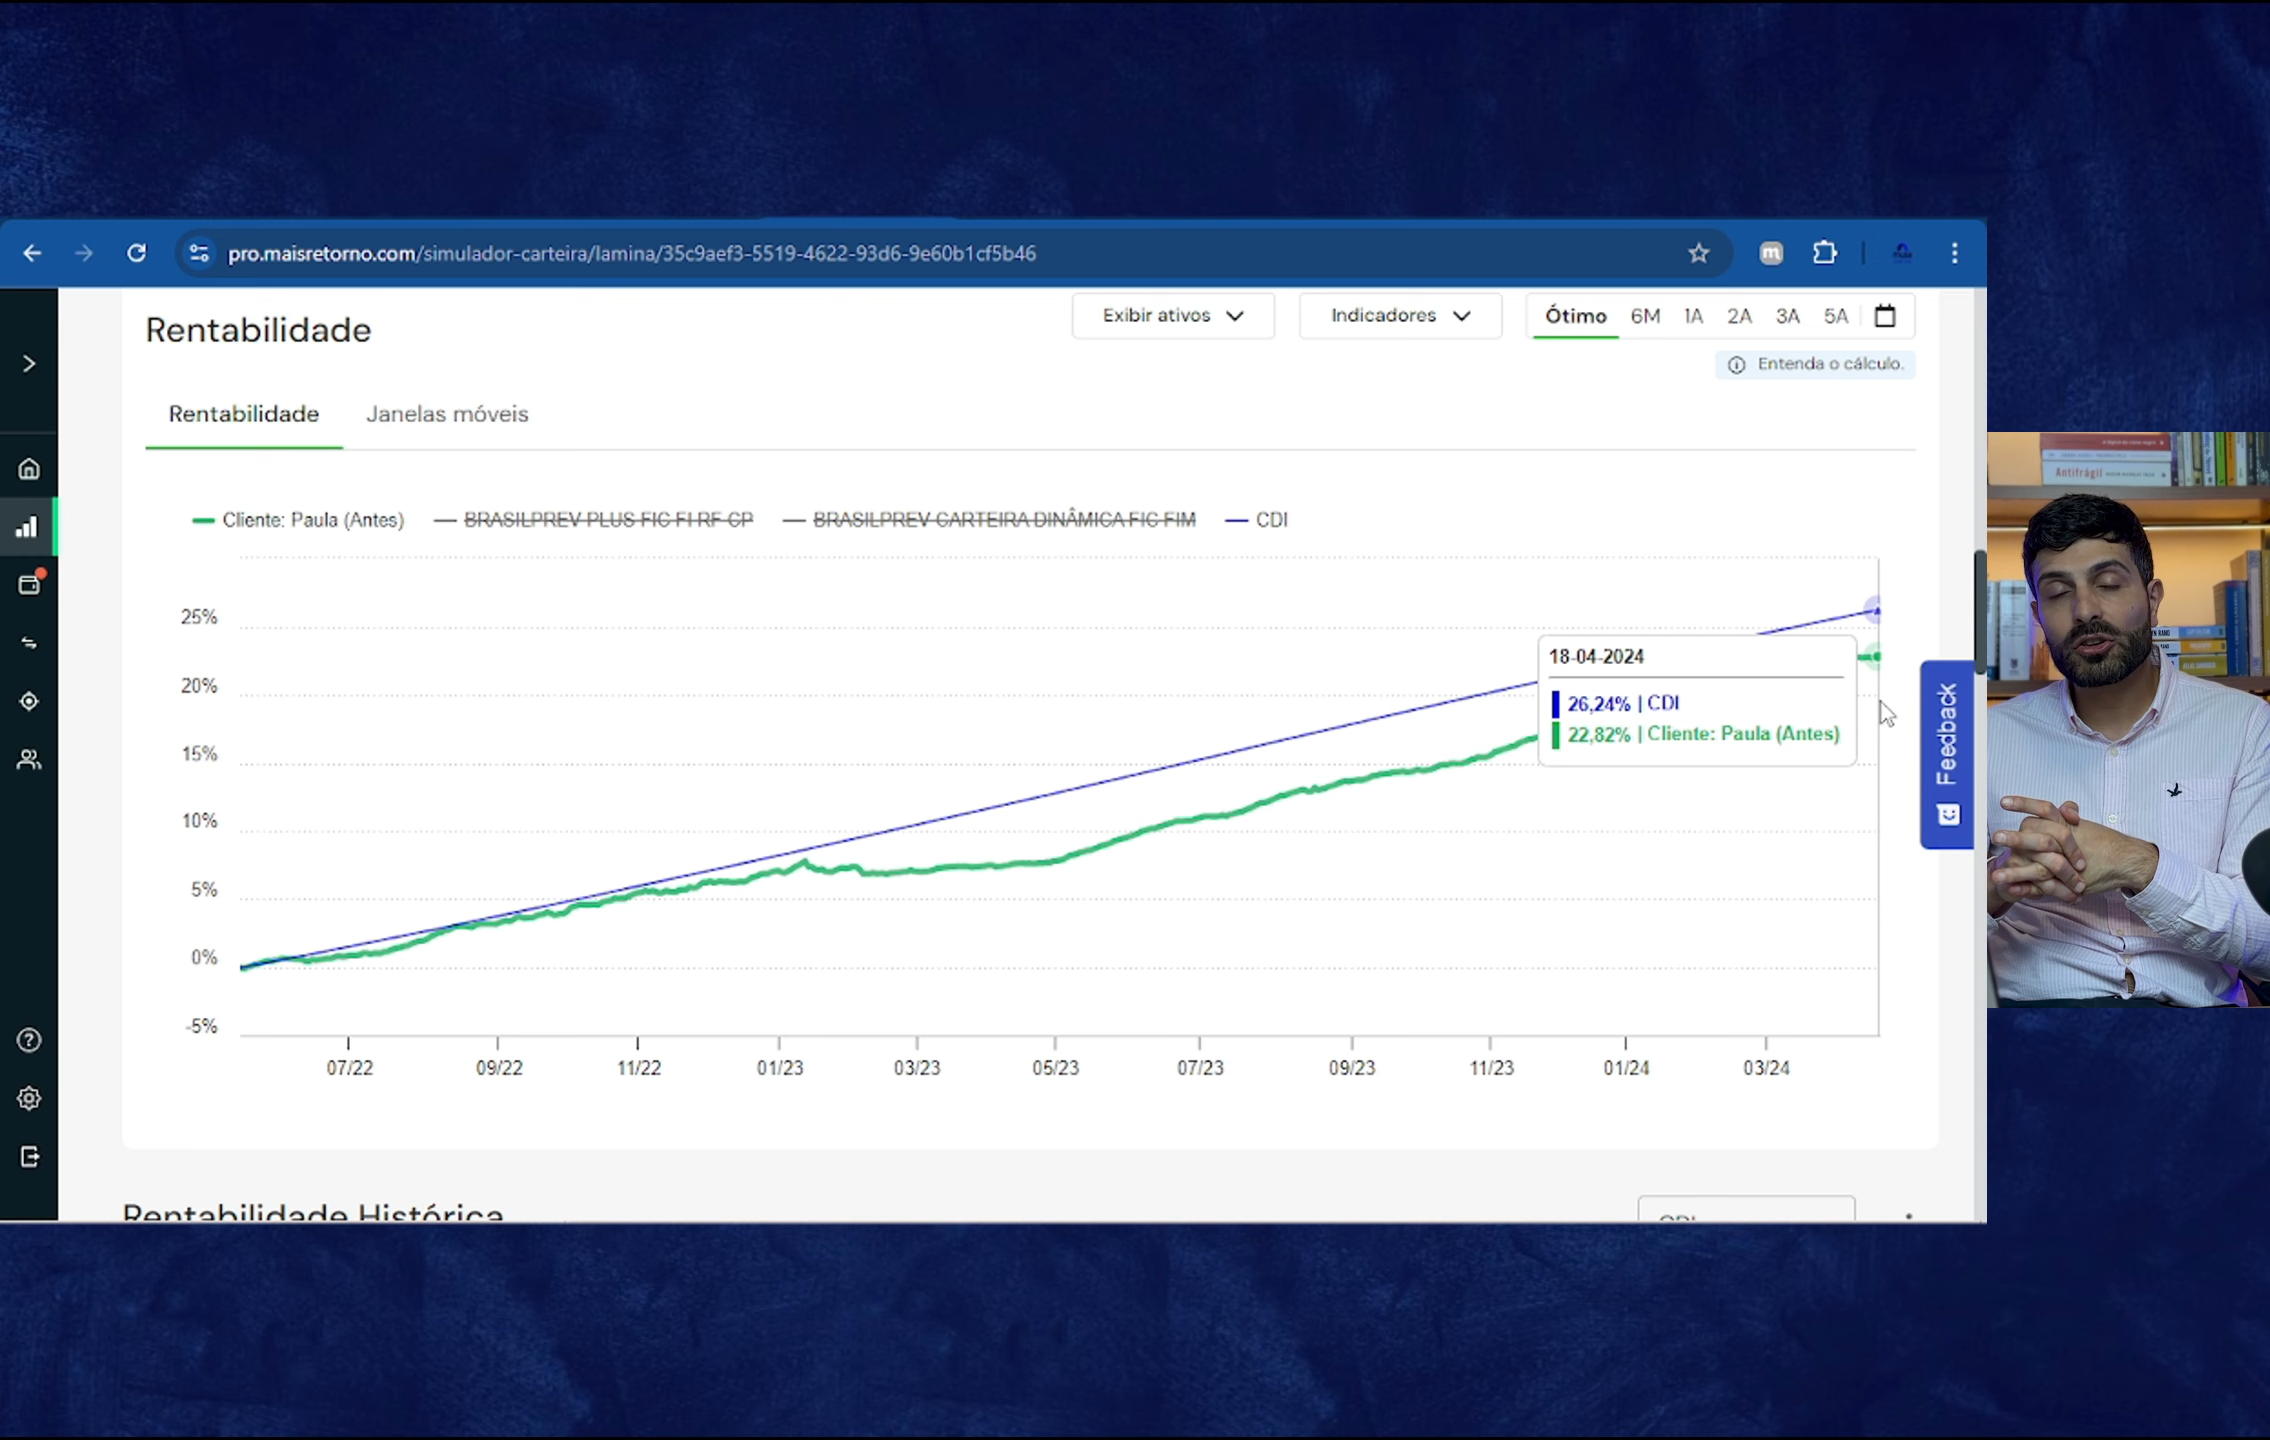 pro.maisretorno.com/simulador-carteira/lamina/35c9aef3-5519-4622-93d6-9e60b1cf5b46
Rentabilidade
Exibir ativos
Indicadores
Ótimo 6M 1A 2A 3A 5A
Entenda o cálculo.
Rentabilidade Janelas móveis
Cliente: Paula (Antes) BRASILPREV PLUS FIC FI RF CP BRASILPREV CARTEIRA DINÂMICA FIC FIM CDI
25%
20%
15%
10%
5%
0%
-5%
18-04-2024
26,24% | CDI
22,82% | Cliente: Paula (Antes)
07/22 09/22 11/22 01/23 03/23 05/23 07/23 09/23 11/23 01/24 03/24
Feedback
Rentabilidade Histórica
CDI
m
Antifrágil